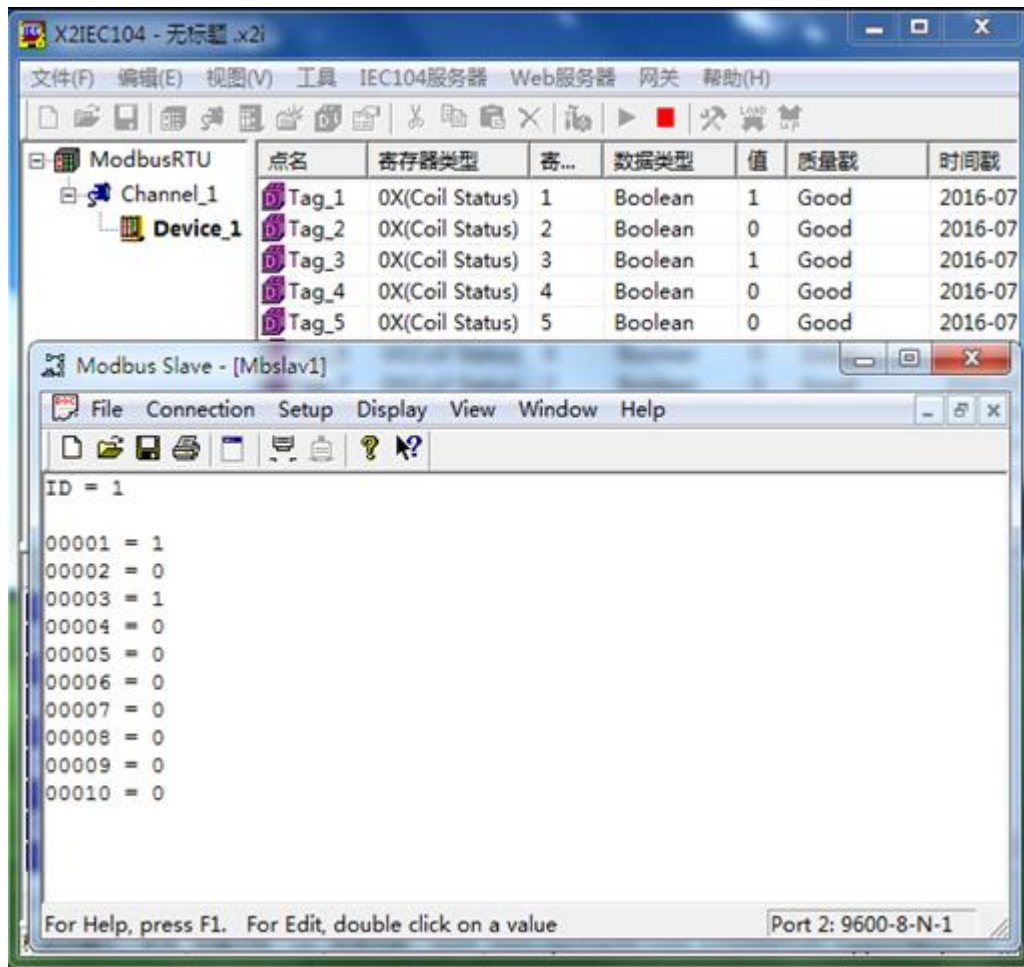 X2IEC104 - 无标题 .x2i
文件(F) 编辑(E) 视图(V) 工具 IEC104服务器 Web服务器 网关 帮助(H)
ModbusRTU
Channel_1
Device_1
点名 寄存器类型 寄... 数据类型 值 质量戳 时间戳
Tag_1 0X(Coil Status) 1 Boolean 1 Good 2016-07
Tag_2 0X(Coil Status) 2 Boolean 0 Good 2016-07
Tag_3 0X(Coil Status) 3 Boolean 1 Good 2016-07
Tag_4 0X(Coil Status) 4 Boolean 0 Good 2016-07
Tag_5 0X(Coil Status) 5 Boolean 0 Good 2016-07
Modbus Slave - [Mbslav1]
File Connection Setup Display View Window Help
ID = 1
00001 = 1
00002 = 0
00003 = 1
00004 = 0
00005 = 0
00006 = 0
00007 = 0
00008 = 0
00009 = 0
00010 = 0
For Help, press F1. For Edit, double click on a value Port 2: 9600-8-N-1